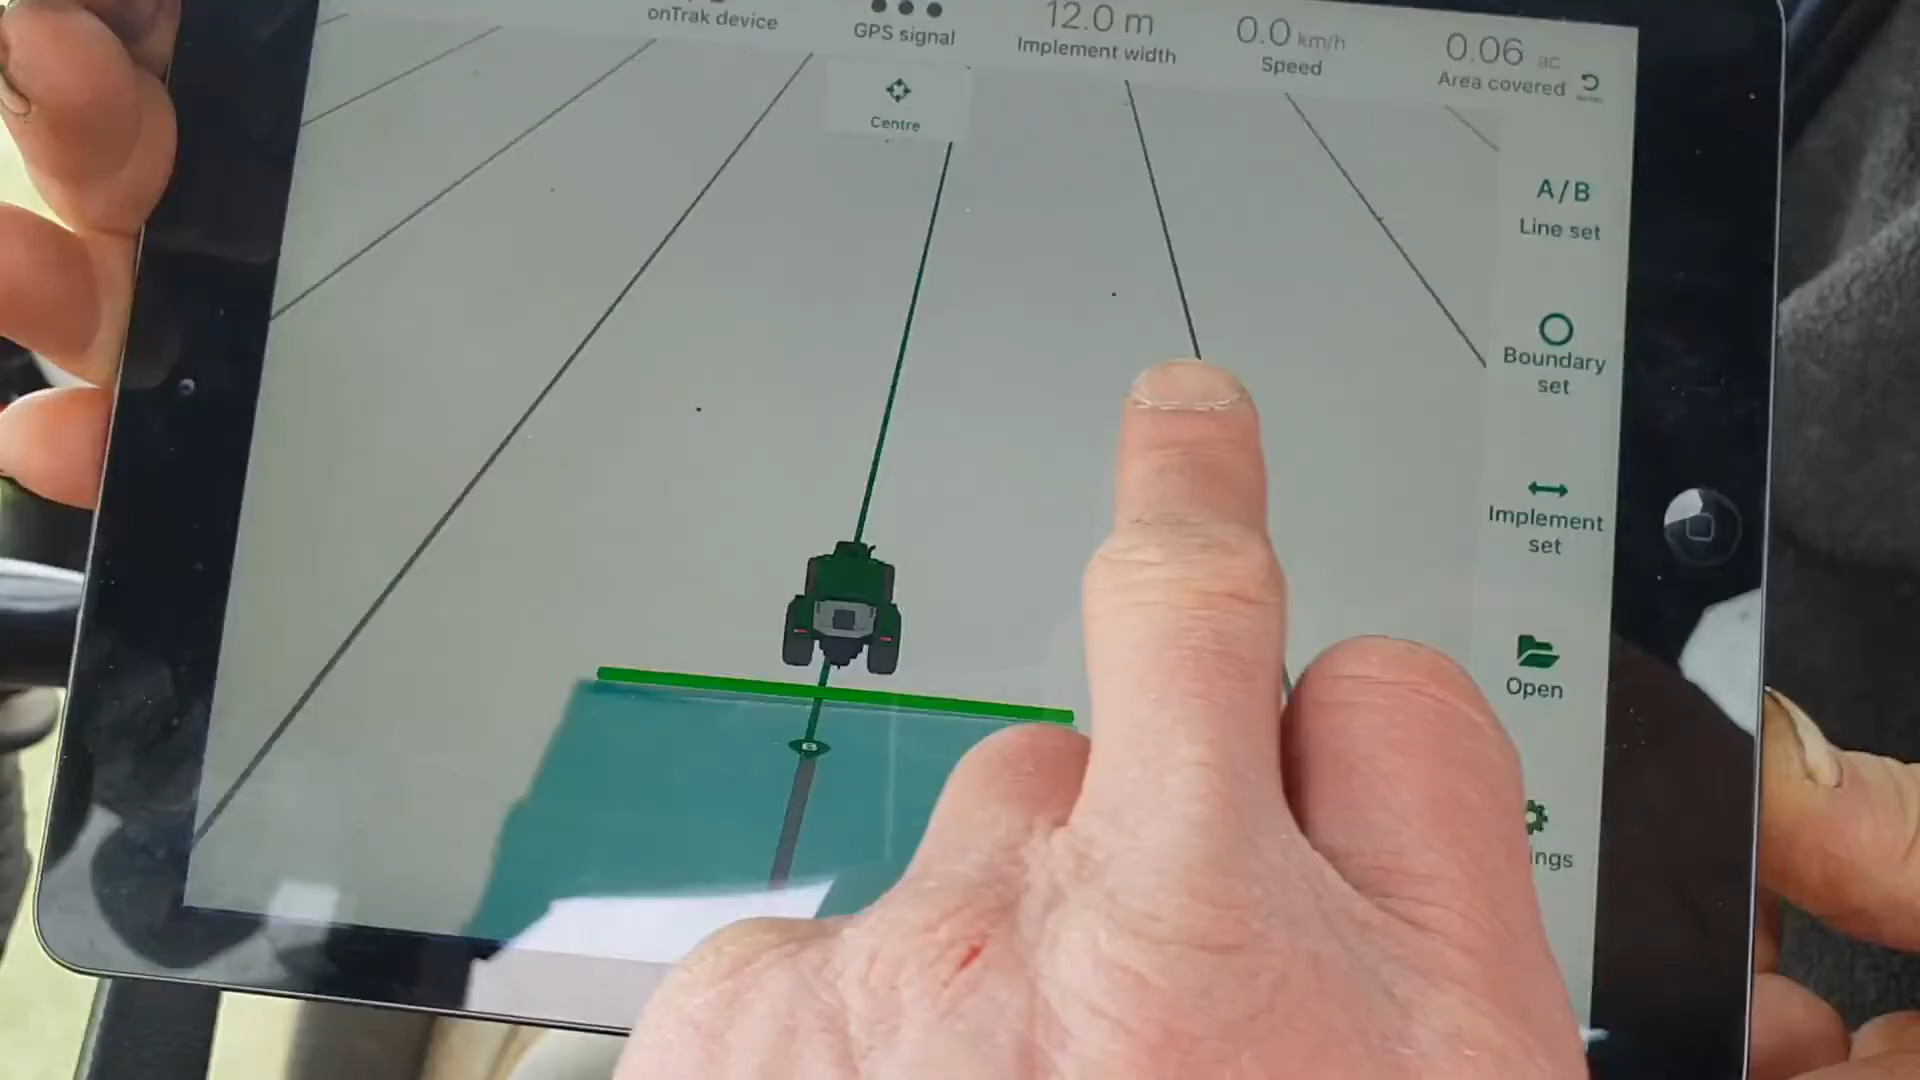 onTrak device
GPS signal
12.0 m
Implement width
0.0 km/h
Speed
0.06 ac
Area covered
Centre
A/B
Line set
Boundary
set
Implement
set
Open
ings
B